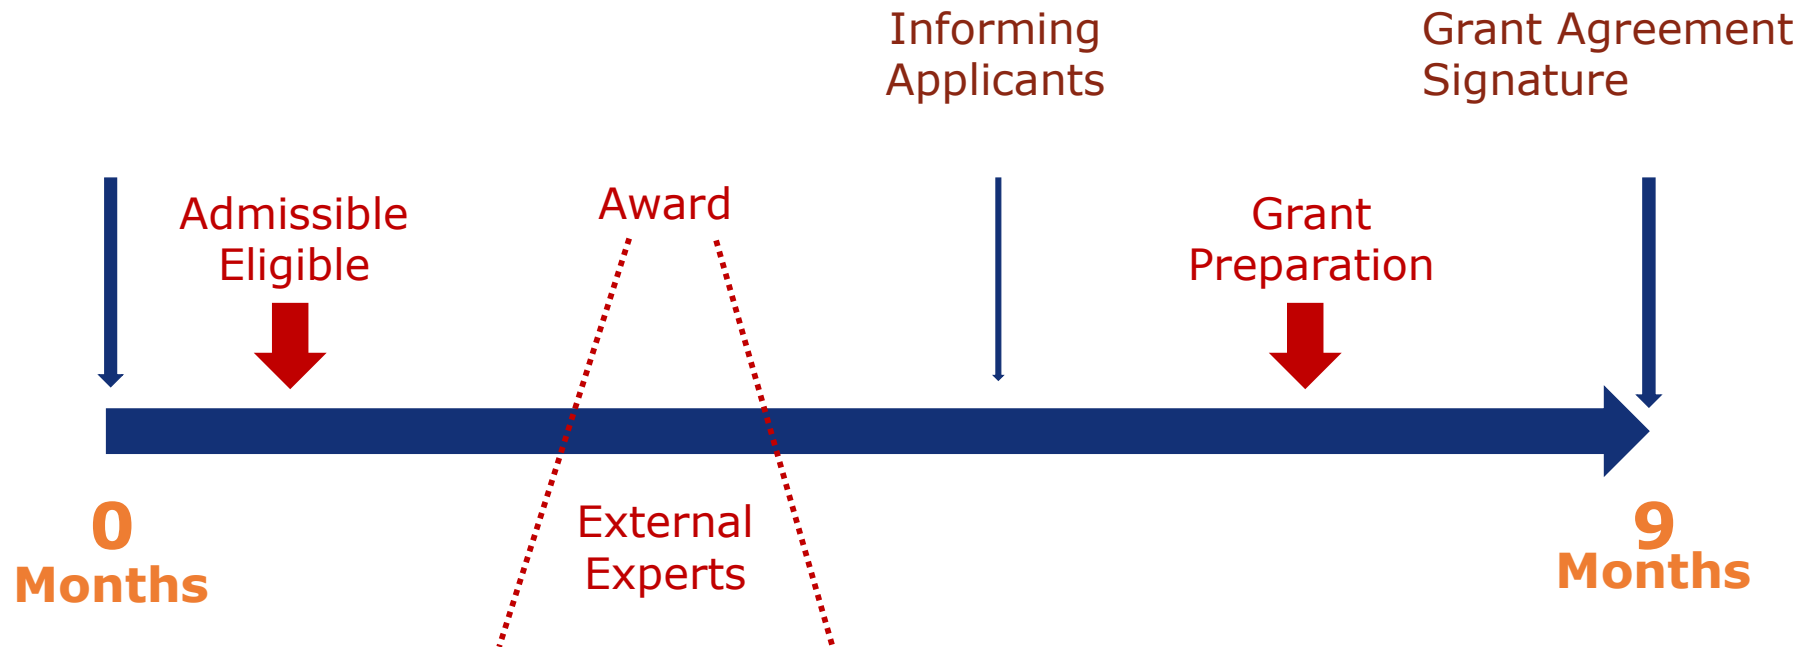 Informing
Applicants
Grant Agreement
Signature
Admissible
Eligible
Award
Grant
Preparation
External
Experts
0
Months
9
Months